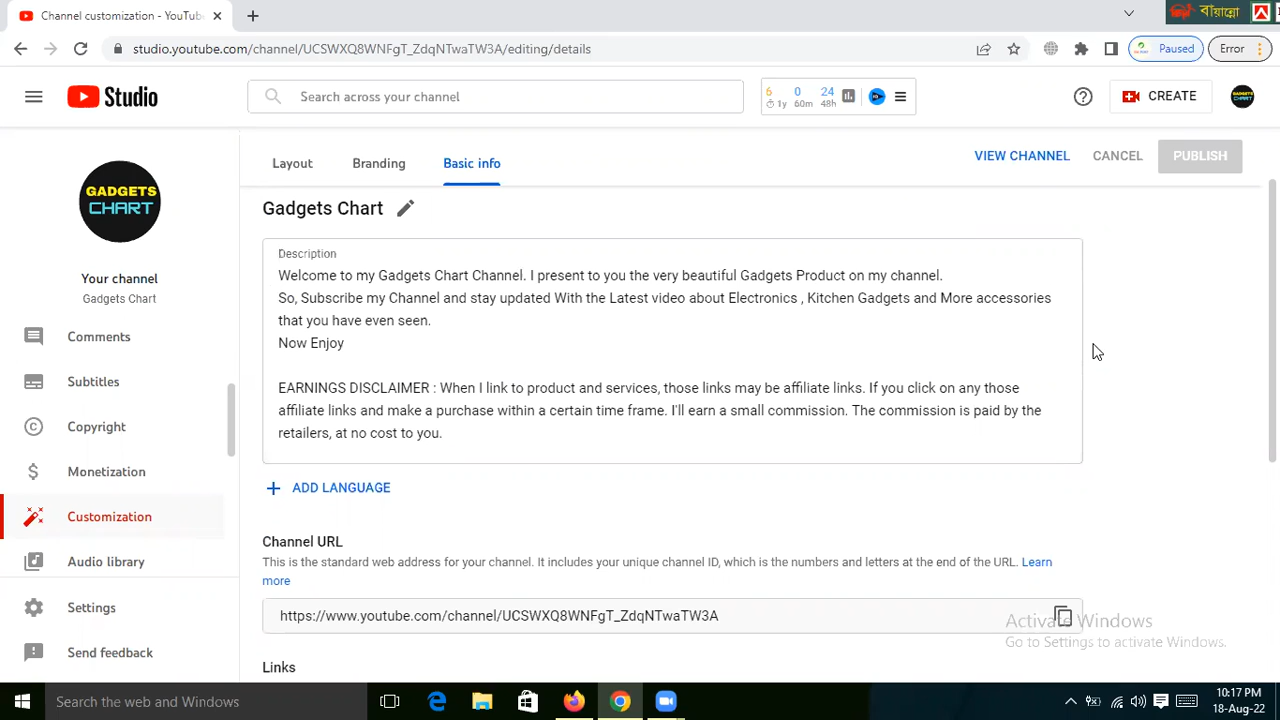 Channel customization - YouTub
বায়ান্নো
studio.youtube.com/channel/UCSWXQ8WNFgT_ZdqNTwaTW3A/editing/details
Paused
Error
Studio
Search across your channel
6 0 24
1y 60m 48h
CREATE
GADGETS
CHART
Layout Branding Basic info
VIEW CHANNEL CANCEL PUBLISH
GADGETS
CHART
Your channel
Gadgets Chart
Comments
Subtitles
Copyright
Monetization
Customization
Audio library
Settings
Send feedback
Gadgets Chart
Description
Welcome to my Gadgets Chart Channel. I present to you the very beautiful Gadgets Product on my channel.
So, Subscribe my Channel and stay updated With the Latest video about Electronics , Kitchen Gadgets and More accessories
that you have even seen.
Now Enjoy
EARNINGS DISCLAIMER : When I link to product and services, those links may be affiliate links. If you click on any those
affiliate links and make a purchase within a certain time frame. I'll earn a small commission. The commission is paid by the
retailers, at no cost to you.
ADD LANGUAGE
Channel URL
This is the standard web address for your channel. It includes your unique channel ID, which is the numbers and letters at the end of the URL. Learn
more
https://www.youtube.com/channel/UCSWXQ8WNFgT_ZdqNTwaTW3A
Links
Activate Windows
Go to Settings to activate Windows.
Search the web and Windows
10:17 PM
18-Aug-22